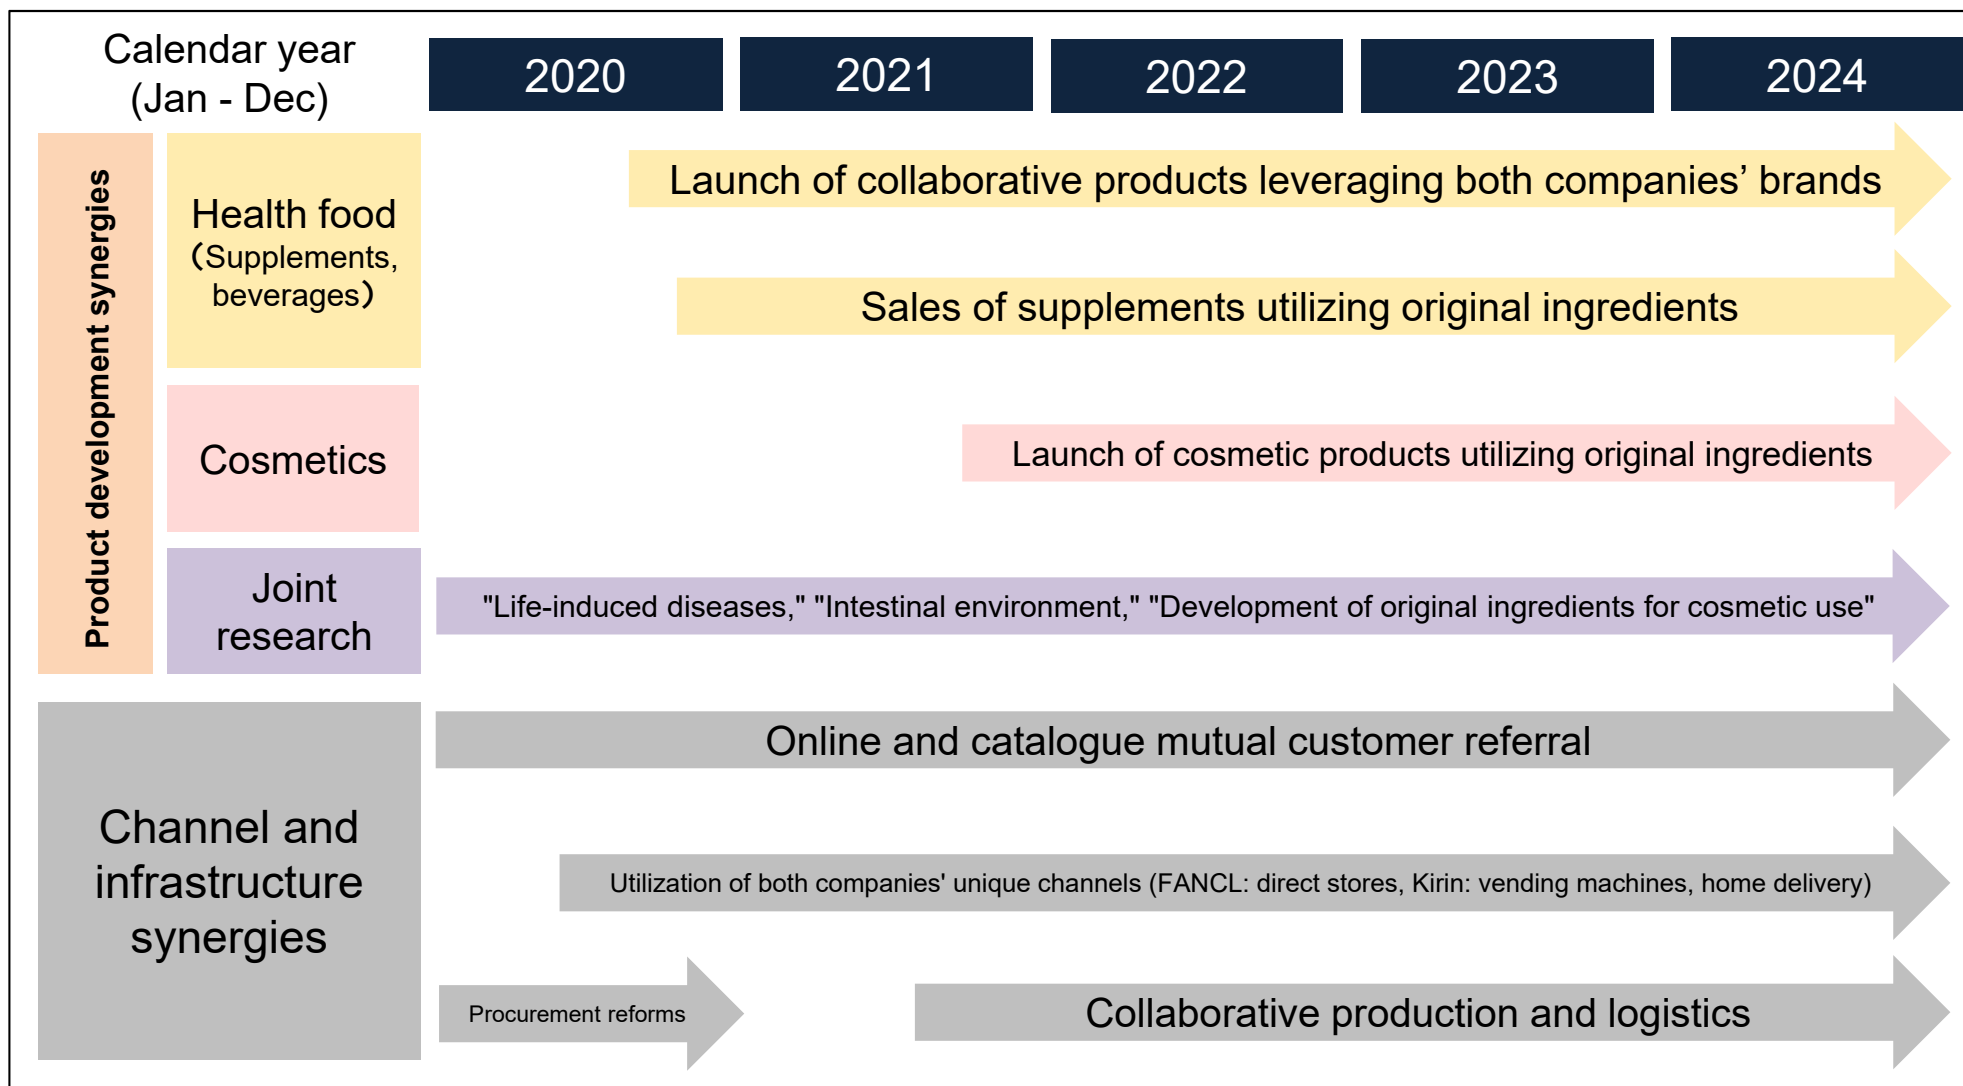 Calendar year
(Jan - Dec)
2020
2021
2022
2023
2024
Product development synergies
Health food
（Supplements,
beverages）
Launch of collaborative products leveraging both companies’ brands
Sales of supplements utilizing original ingredients
Cosmetics
Launch of cosmetic products utilizing original ingredients
Joint
research
"Life-induced diseases," "Intestinal environment," "Development of original ingredients for cosmetic use"
Channel and
infrastructure
synergies
Online and catalogue mutual customer referral
Utilization of both companies' unique channels (FANCL: direct stores, Kirin: vending machines, home delivery)
Procurement reforms
Collaborative production and logistics